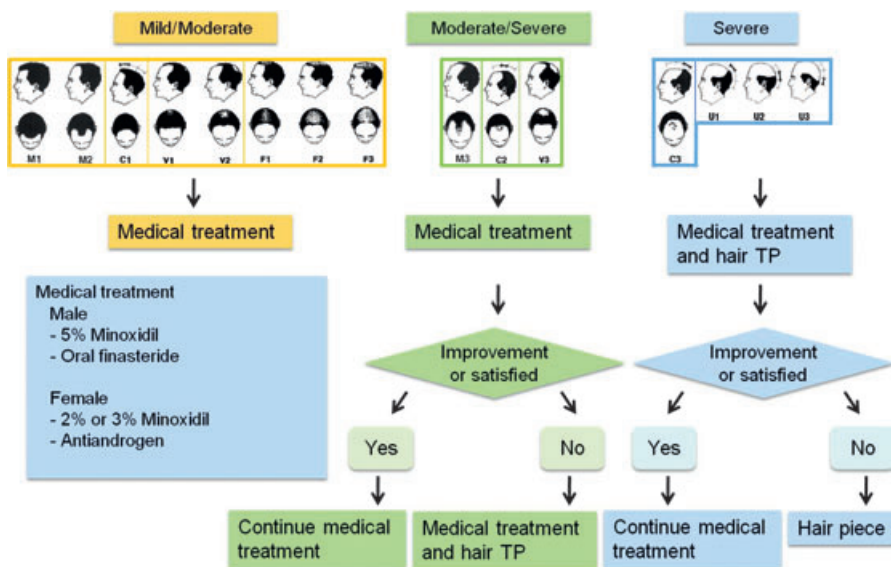 Mild/Moderate
Moderate/Severe
Severe
M1 M2 C1 V1 V2 F1 F2 F3
M3 C2 V3
C3
U1 U2 U3
Medical treatment
Medical treatment
Medical treatment
and hair TP
Medical treatment
Male
- 5% Minoxidil
- Oral finasteride
Female
- 2% or 3% Minoxidil
- Antiandrogen
Improvement
or satisfied
Improvement
or satisfied
Yes
No
Yes
No
Continue medical
treatment
Medical treatment
and hair TP
Continue medical
treatment
Hair piece